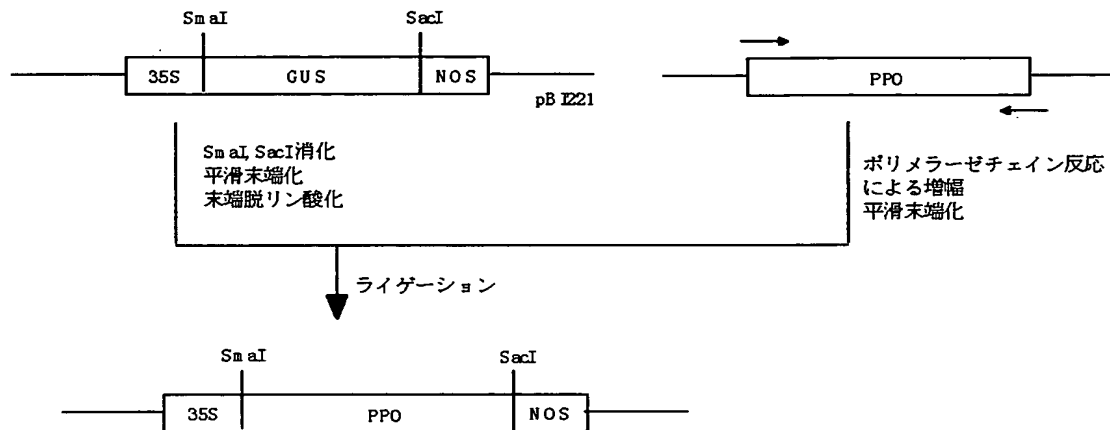 SmaI SacI
35S GUS NOS
pBI221
PPO
SmaI,SacI消化
平滑末端化
末端脱リン酸化
ポリメラーゼチェイン反応
による増幅
平滑末端化
ライゲーション
SmaI SacI
35S PPO NOS